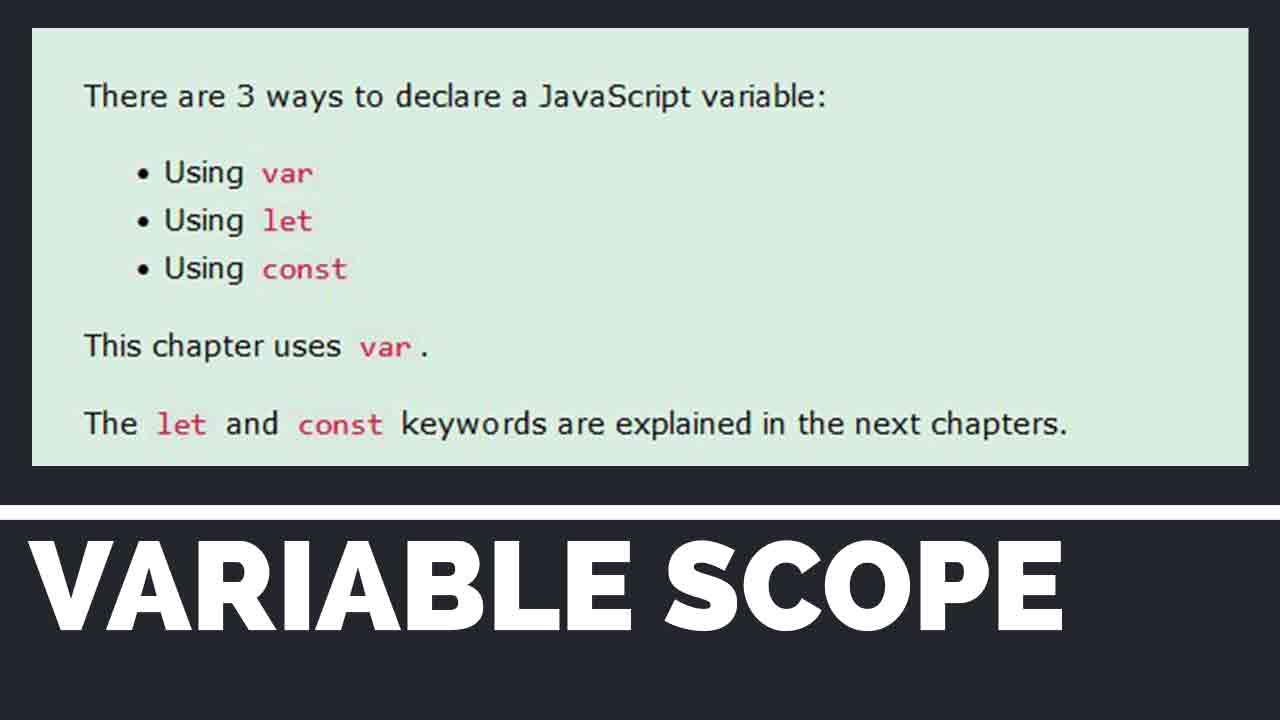 There are 3 ways to declare a JavaScript variable:
• Using var
• Using let
• Using const
This chapter uses var .
The let and const keywords are explained in the next chapters.
VARIABLE SCOPE